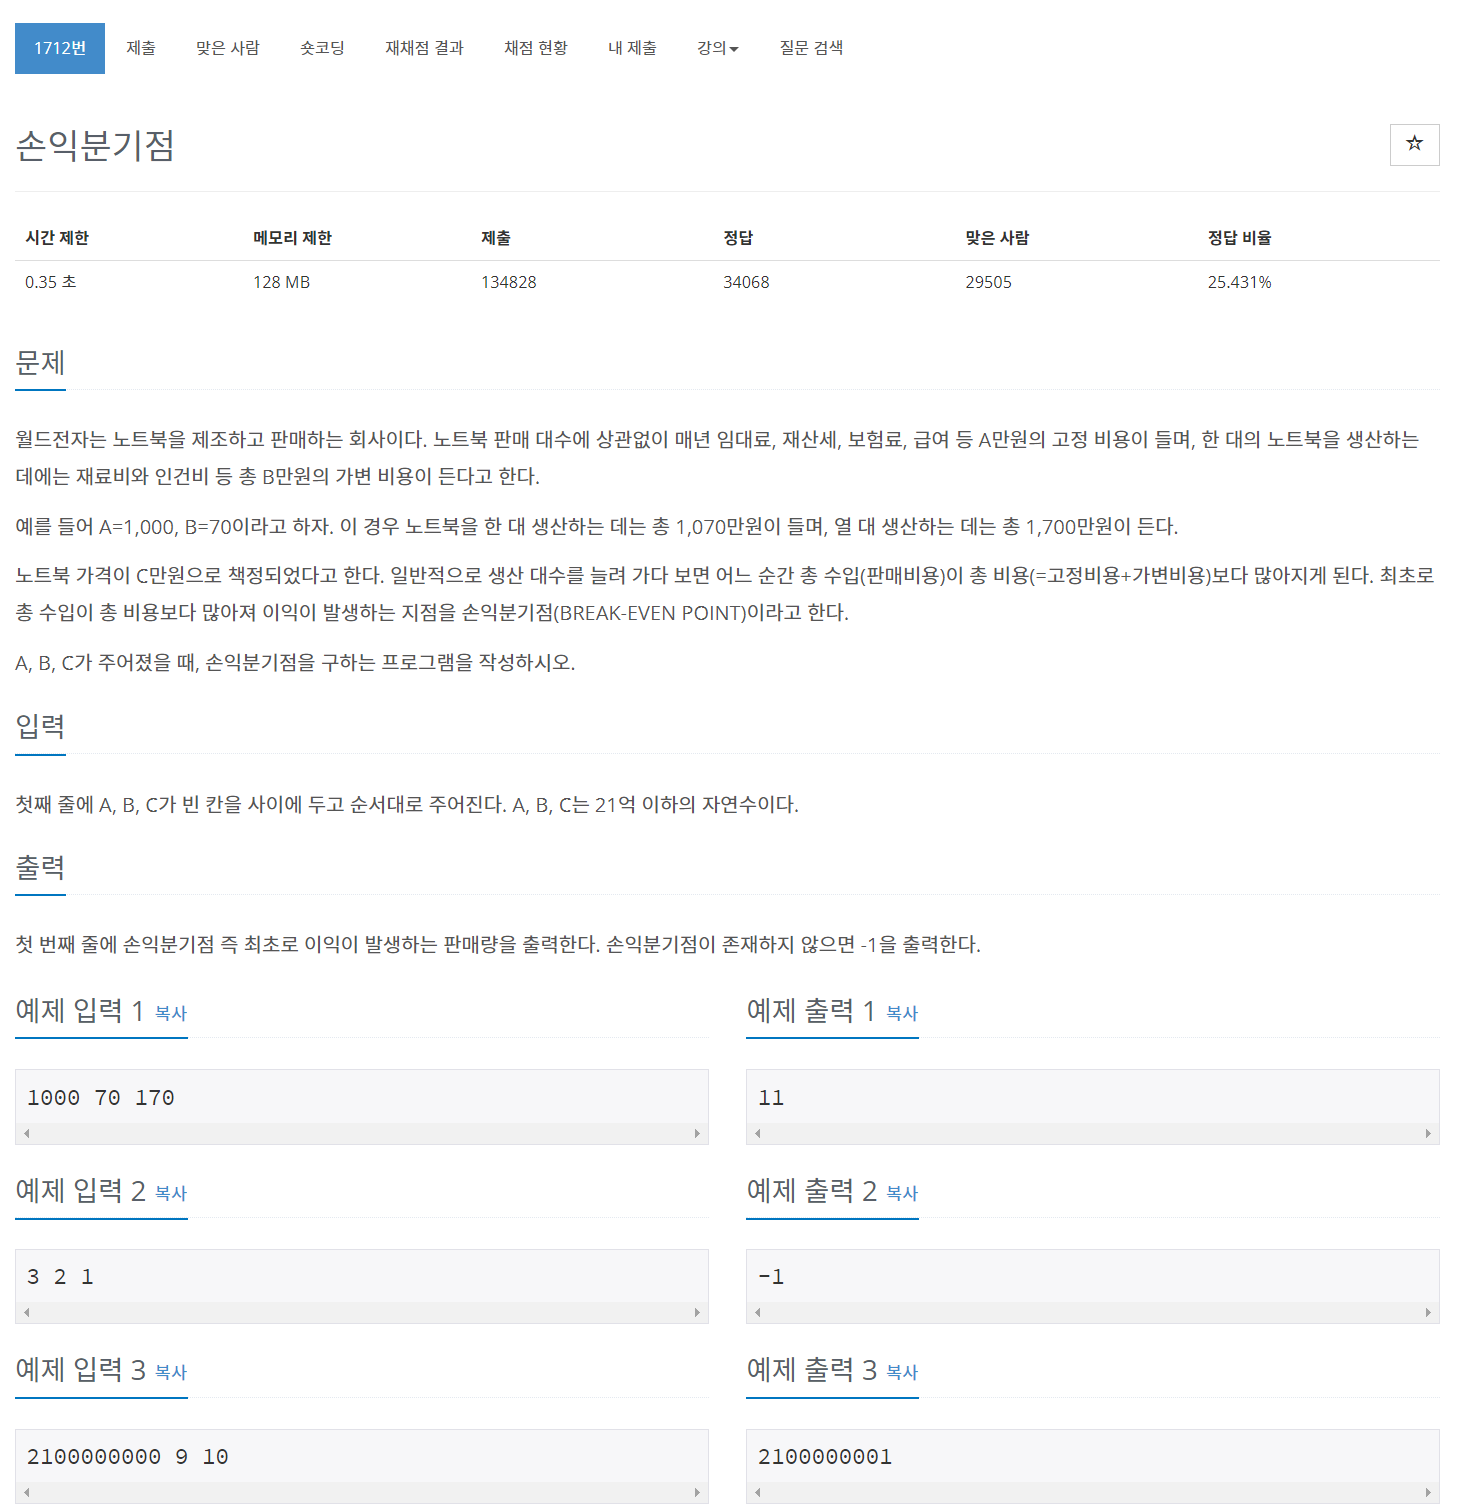 1712번 제출 맞은 사람 숏코딩 재채점 결과 채점 현황 내 제출 강의 질문 검색
손익분기점
시간 제한 메모리 제한 제출 정답 맞은 사람 정답 비율
0.35 초 128 MB 134828 34068 29505 25.431%
문제
월드전자는 노트북을 제조하고 판매하는 회사이다. 노트북 판매 대수에 상관없이 매년 임대료, 재산세, 보험료, 급여 등 A만원의 고정 비용이 들며, 한 대의 노트북을 생산하는
데에는 재료비와 인건비 등 총 B만원의 가변 비용이 든다고 한다.
예를 들어 A=1,000, B=70이라고 하자. 이 경우 노트북을 한 대 생산하는 데는 총 1,070만원이 들며, 열 대 생산하는 데는 총 1,700만원이 든다.
노트북 가격이 C만원으로 책정되었다고 한다. 일반적으로 생산 대수를 늘려 가다 보면 어느 순간 총 수입(판매비용)이 총 비용(=고정비용+가변비용)보다 많아지게 된다. 최초로
총 수입이 총 비용보다 많아져 이익이 발생하는 지점을 손익분기점(BREAK-EVEN POINT)이라고 한다.
A, B, C가 주어졌을 때, 손익분기점을 구하는 프로그램을 작성하시오.
입력
첫째 줄에 A, B, C가 빈 칸을 사이에 두고 순서대로 주어진다. A, B, C는 21억 이하의 자연수이다.
출력
첫 번째 줄에 손익분기점 즉 최초로 이익이 발생하는 판매량을 출력한다. 손익분기점이 존재하지 않으면 -1을 출력한다.
예제 입력 1 복사 예제 출력 1 복사
1000 70 170 11
예제 입력 2 복사 예제 출력 2 복사
3 2 1 -1
예제 입력 3 복사 예제 출력 3 복사
2100000000 9 10 2100000001